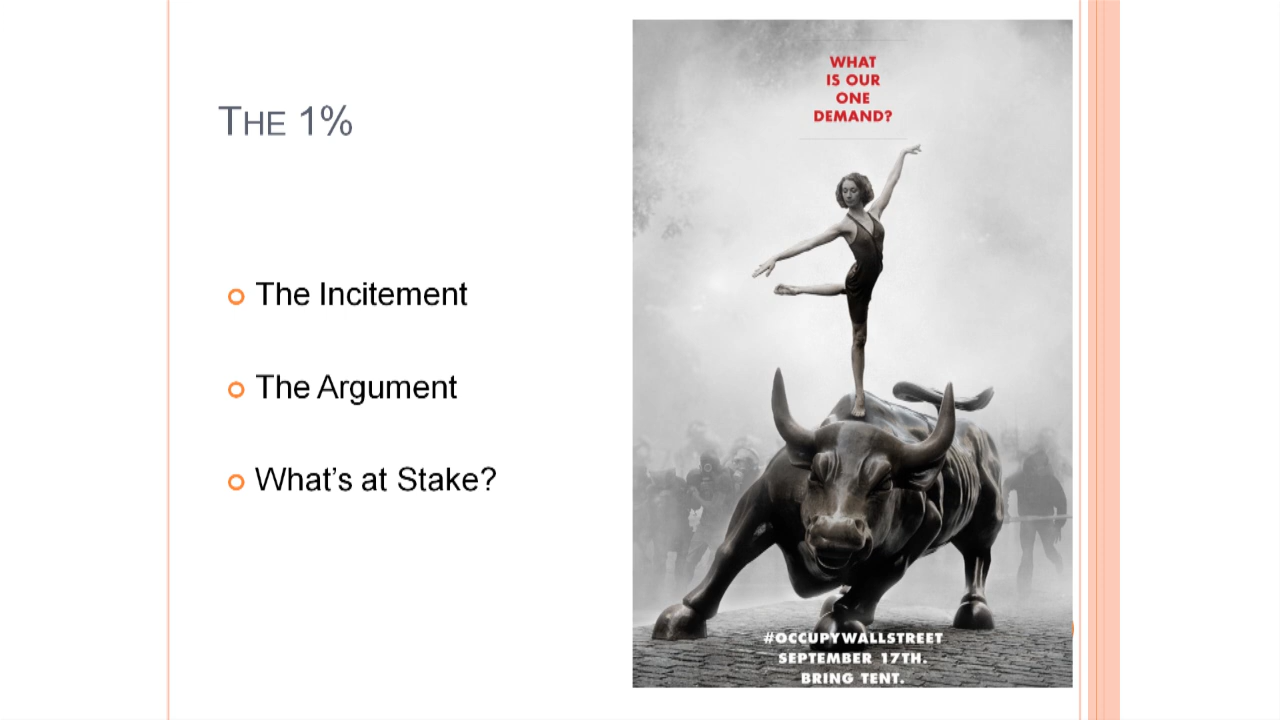 THE 1%
The Incitement
The Argument
What's at Stake?
WHAT
IS OUR
ONE
DEMAND?
#OCCUPYWALLSTREET
SEPTEMBER 17TH.
BRING TENT.